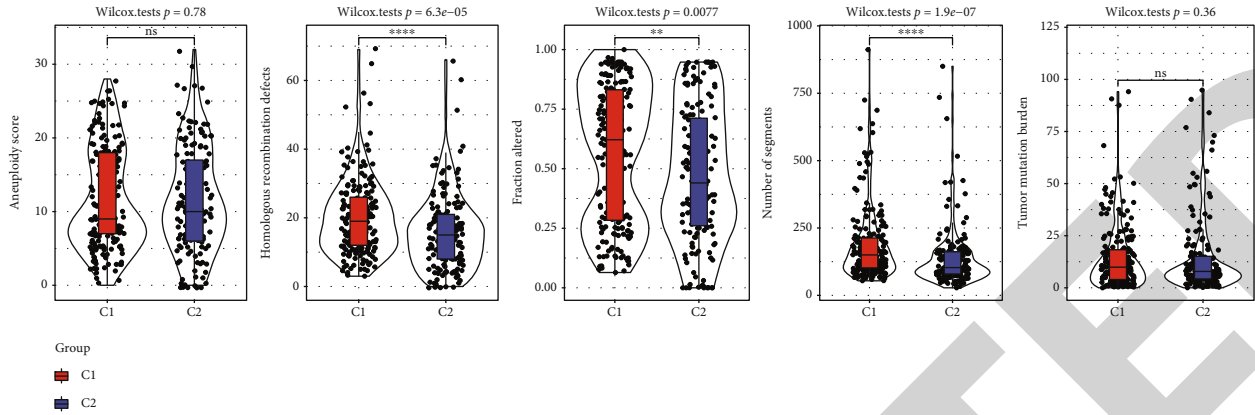 Wilcox.tests p = 0.78
ns
Aneuploidy score
30
20
10
0
C1 C2
Wilcox.tests p = 6.3e−05
****
Homologous recombination defects
60
40
20
0
C1 C2
Wilcox.tests p = 0.0077
**
Fraction altered
1.00
0.75
0.50
0.25
0.00
C1 C2
Wilcox.tests p = 1.9e−07
****
Number of segments
1000
750
500
250
0
C1 C2
Wilcox.tests p = 0.36
ns
Tumor mutation burden
125
100
75
50
25
0
C1 C2
Group
C1
C2